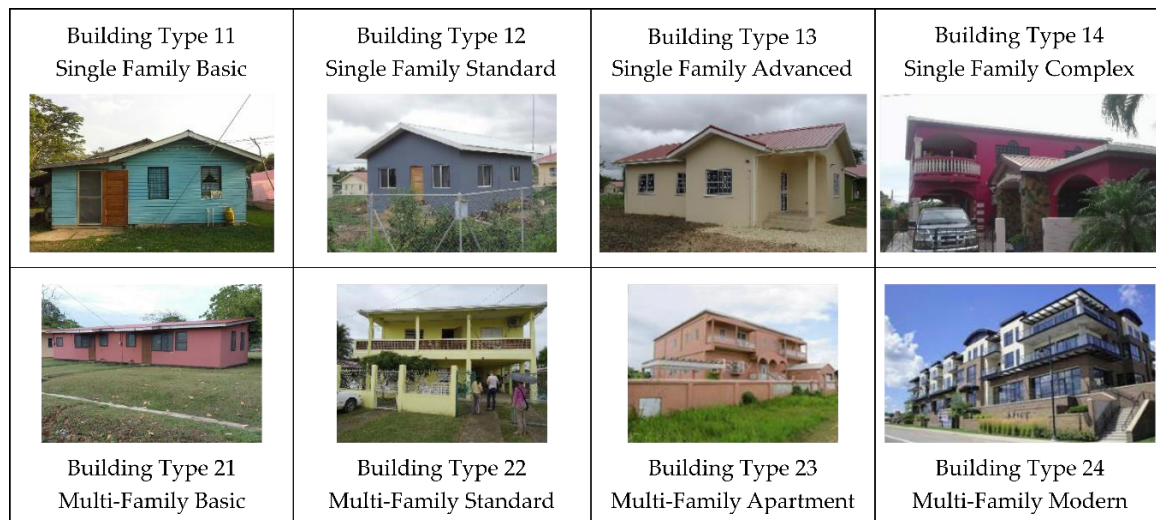 Building Type 11
Single Family Basic
Building Type 12
Single Family Standard
Building Type 13
Single Family Advanced
Building Type 14
Single Family Complex
Building Type 21
Multi-Family Basic
Building Type 22
Multi-Family Standard
Building Type 23
Multi-Family Apartment
Building Type 24
Multi-Family Modern